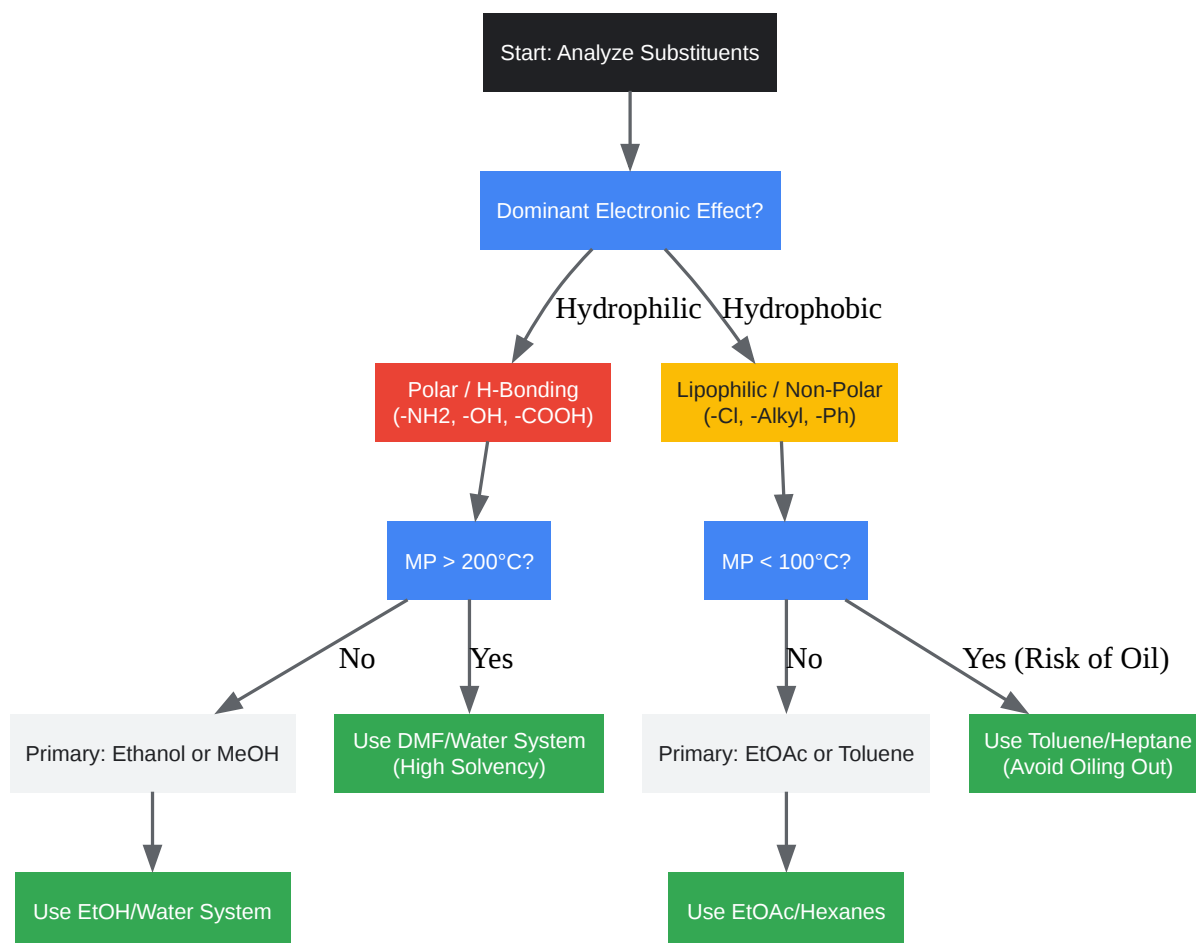 Start: Analyze Substituents
Dominant Electronic Effect?
Hydrophilic
Hydrophobic
Polar / H-Bonding
(-NH2, -OH, -COOH)
Lipophilic / Non-Polar
(-Cl, -Alkyl, -Ph)
MP > 200°C?
MP < 100°C?
No
Yes
No
Yes (Risk of Oil)
Primary: Ethanol or MeOH
Use DMF/Water System
(High Solvency)
Primary: EtOAc or Toluene
Use Toluene/Heptane
(Avoid Oiling Out)
Use EtOH/Water System
Use EtOAc/Hexanes